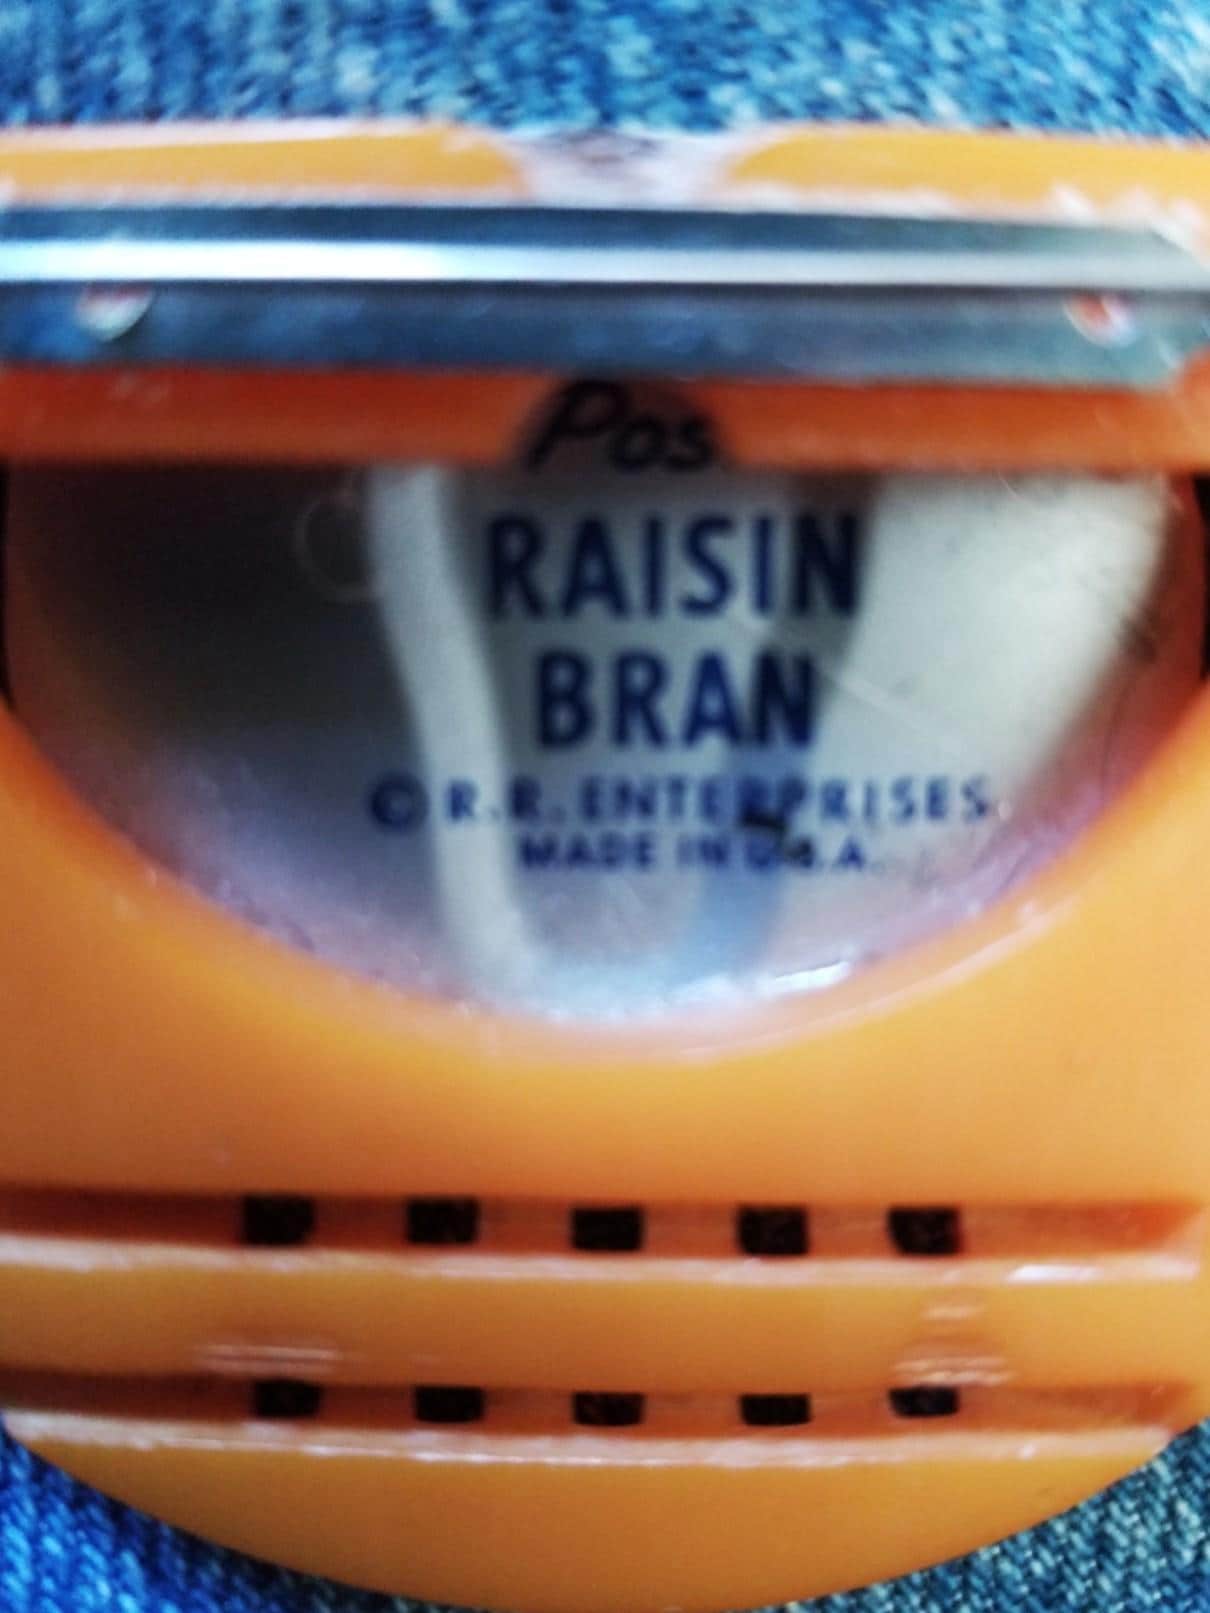 Pos
RAISIN
BRAN
© R.R. ENTERPRISES
MADE IN U.S.A.